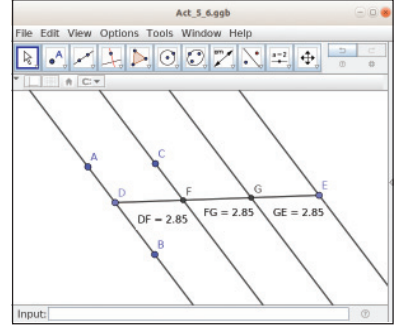 Act_5_6.ggb
File Edit View Options Tools Window Help
A
C
D
F
G
E
DF = 2.85
FG = 2.85
GE = 2.85
B
Input: